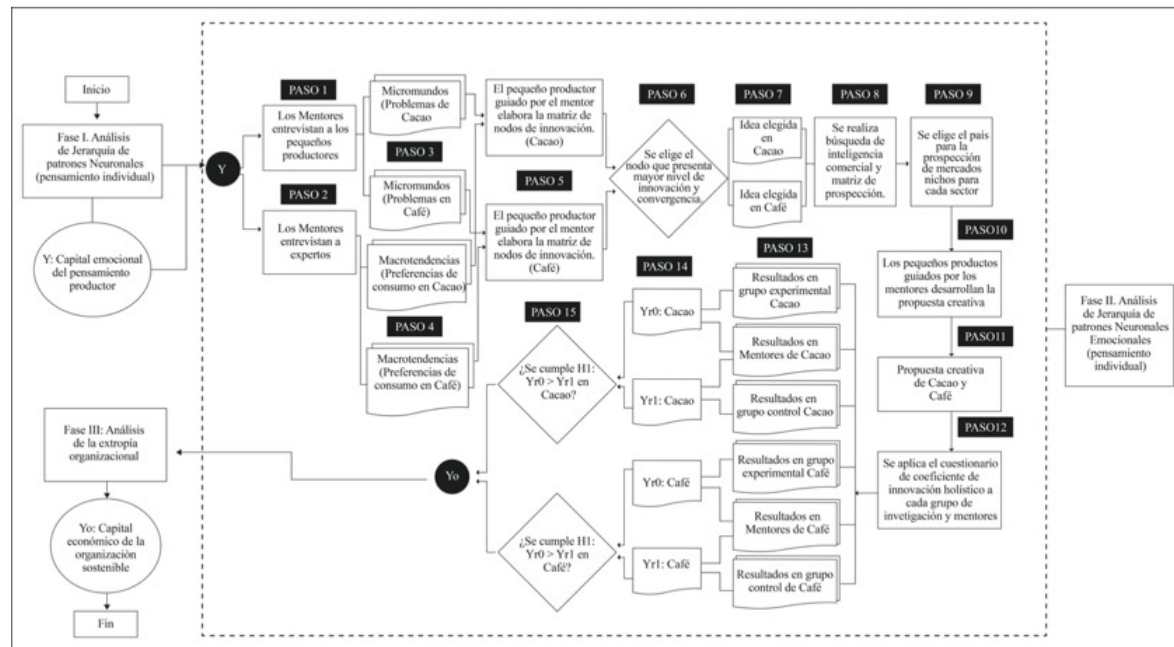 Inicio
Fase I. Análisis
de Jerarquía de
patrones Neuronales
(pensamiento individual)
Y: Capital emocional
del pensamiento
productor
Y
PASO 1
Los Mentores
entrevistan a los
pequeños
productores
PASO 2
Los Mentores
entrevistan a
expertos
Micromundos
(Problemas de
Cacao)
PASO 3
Micromundos
(Problemas en
Café)
Macrotendencias
(Preferencias de
consumo en Cacao)
PASO 4
Macrotendencias
(Preferencias de
consumo en Café)
El pequeño productor
guiado por el mentor
elabora la matriz de
nodos de innovación.
(Cacao)
PASO 5
El pequeño productor
guiado por el mentor
elabora la matriz de
nodos de innovación.
(Café)
PASO 6
Se elige el
nodo que presenta
mayor nivel de
innovación y
convergencia.
PASO 7
Idea elegida
en
Cacao
Idea elegida
en Café
PASO 8
Se realiza
búsqueda de
inteligencia
comercial y
matriz de
prospección.
PASO 9
Se elige el país
para la
prospección
de mercados
nichos para
cada sector
PASO10
Los pequeños productos
guiados por los
mentores desarrollan la
propuesta creativa
PASO11
Propuesta creativa
de Cacao y
Café
PASO12
Se aplica el cuestionario
de coeficiente de
innovación holístico a
cada grupo de
invetigación y mentores
PASO 13
Resultados en
grupo experimental
Cacao
Resultados en
Mentores de Cacao
Resultados en
grupo control Cacao
Resultados en
grupo experimental Café
Resultados en
Mentores de Café
Resultados en grupo
control de Café
PASO 14
Yr0: Cacao
Yr1: Cacao
Yr0: Café
Yr1: Café
PASO 15
¿Se cumple H1:
Yr0 > Yr1 en
Cacao?
¿Se cumple H1:
Yr0 > Yr1 en
Café?
Yo
Fase III: Análisis
de la extropía
organizacional
Yo: Capital
económico de la
organización
sostenible
Fin
Fase II. Análisis
de Jerarquía de
patrones Neuronales
Emocionales
(pensamiento
individual)